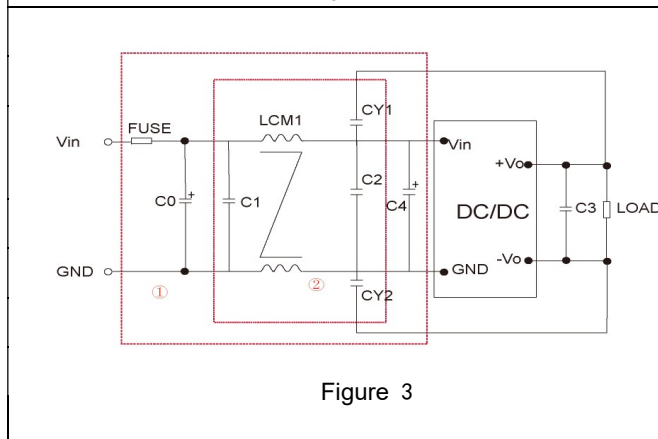 CY1
FUSE
LCM1
Vin
Vin
+Vo
C0
+
C1
C2
C4
+
DC/DC
C3
LOAD
-Vo
GND
GND
①
②
CY2
Figure 3